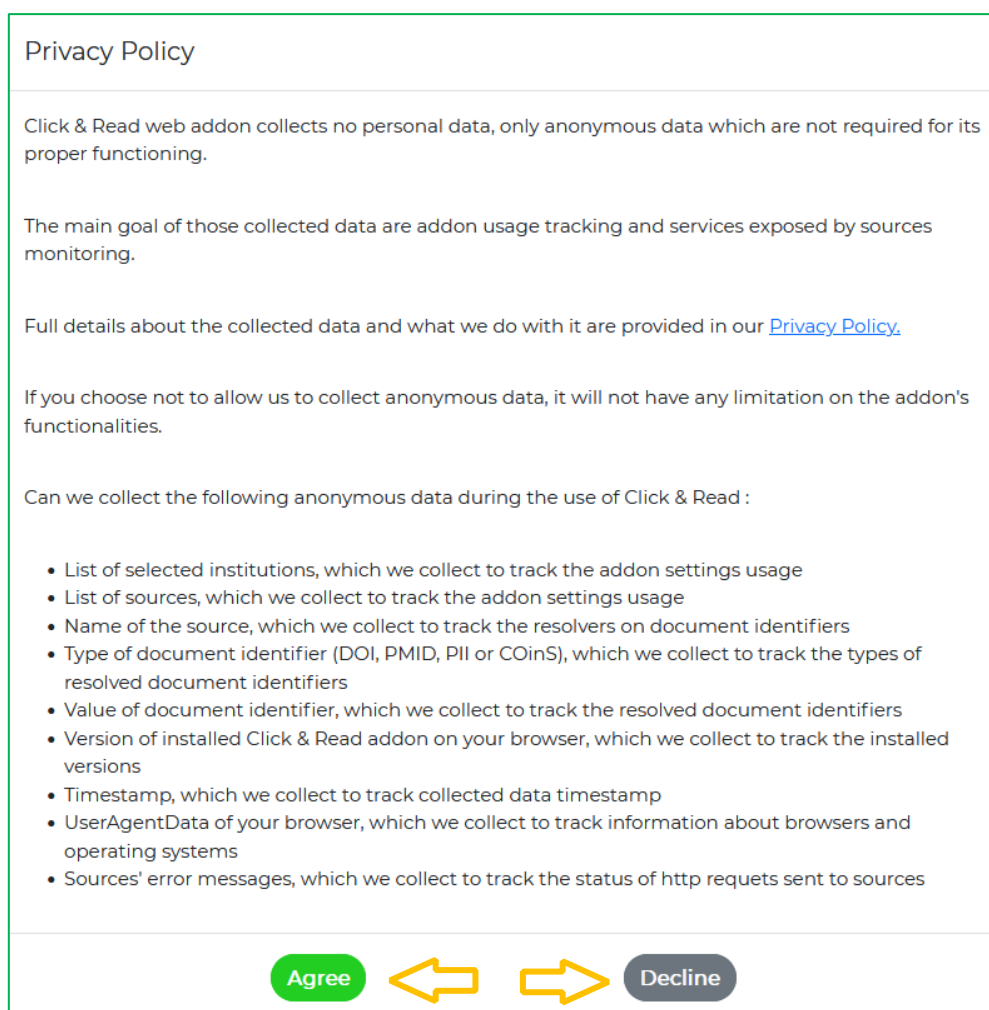 Privacy Policy
Click & Read web addon collects no personal data, only anonymous data which are not required for its
proper functioning.
The main goal of those collected data are addon usage tracking and services exposed by sources
monitoring.
Full details about the collected data and what we do with it are provided in our Privacy Policy.
If you choose not to allow us to collect anonymous data, it will not have any limitation on the addon's
functionalities.
Can we collect the following anonymous data during the use of Click & Read :
• List of selected institutions, which we collect to track the addon settings usage
• List of sources, which we collect to track the addon settings usage
• Name of the source, which we collect to track the resolvers on document identifiers
• Type of document identifier (DOI, PMID, PII or COinS), which we collect to track the types of
resolved document identifiers
• Value of document identifier, which we collect to track the resolved document identifiers
• Version of installed Click & Read addon on your browser, which we collect to track the installed
versions
• Timestamp, which we collect to track collected data timestamp
• UserAgentData of your browser, which we collect to track information about browsers and
operating systems
• Sources' error messages, which we collect to track the status of http requets sent to sources
Agree Decline